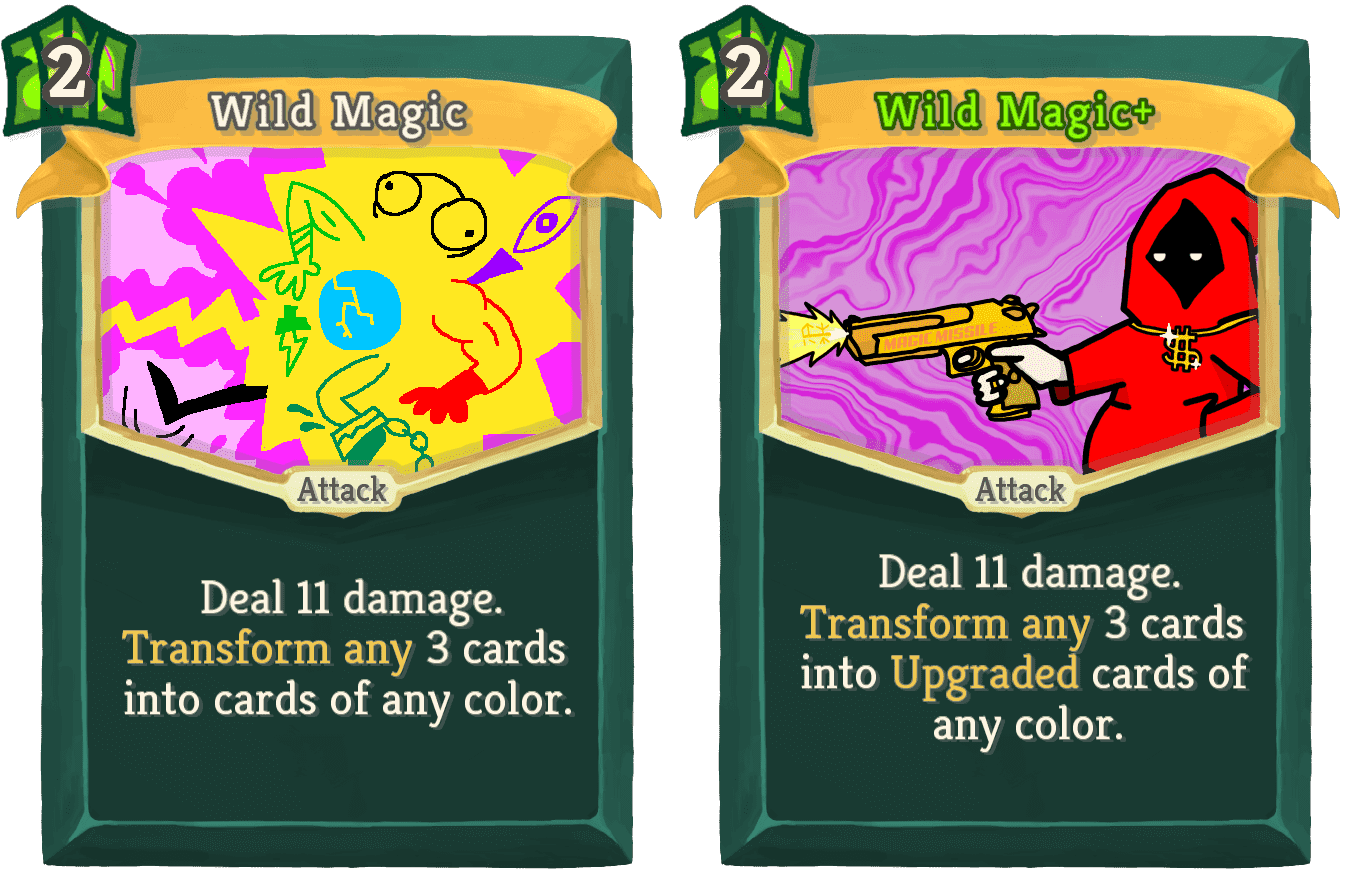 2
Wild Magic
Attack
Deal 11 damage.
Transform any 3 cards
into cards of any color.
2
Wild Magic+
MAGIC MISSILE
$
Attack
Deal 11 damage.
Transform any 3 cards
into Upgraded cards of
any color.